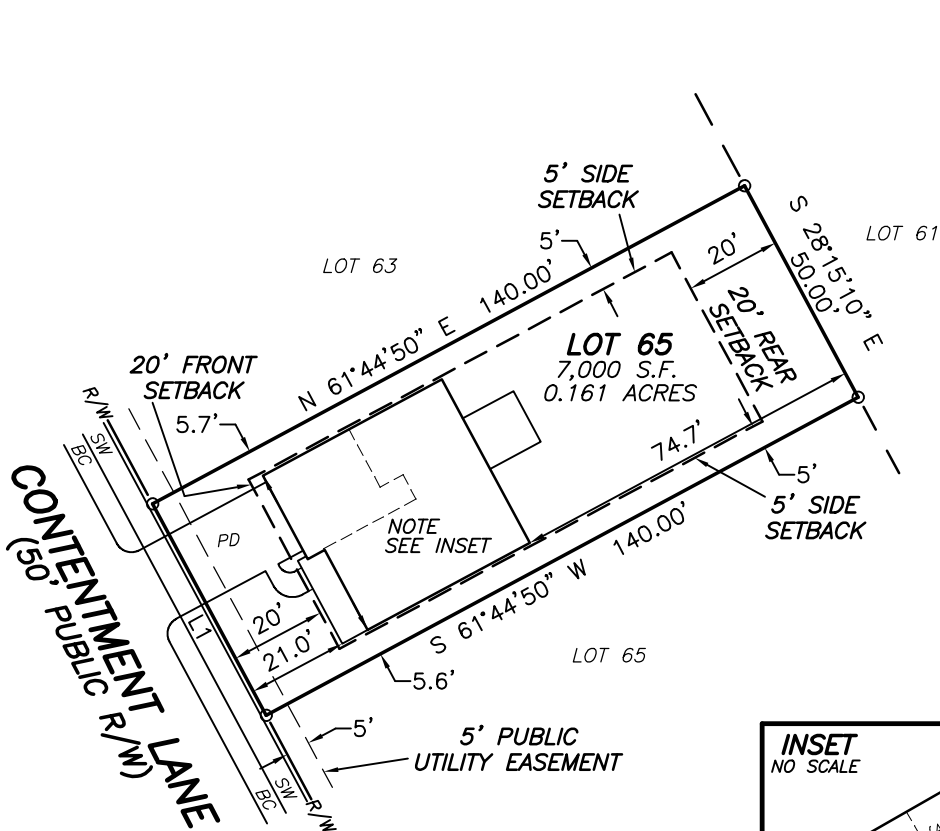 5' SIDE
SETBACK
5'
LOT 63
N 61°44'50" E 140.00'
S 28°15'10" E
50.00'
LOT 61
20'
20' REAR
SETBACK
LOT 65
7,000 S.F.
0.161 ACRES
20' FRONT
SETBACK
5.7'
R/W
SW
BC
74.7'
5'
5' SIDE
SETBACK
PD
NOTE
SEE INSET
CONTENTMENT LANE
(50' PUBLIC R/W)
L1
20'
21.0'
S 61°44'50" W 140.00'
LOT 65
5.6'
5'
5' PUBLIC
UTILITY EASEMENT
SW
BC
R/W
INSET
NO SCALE